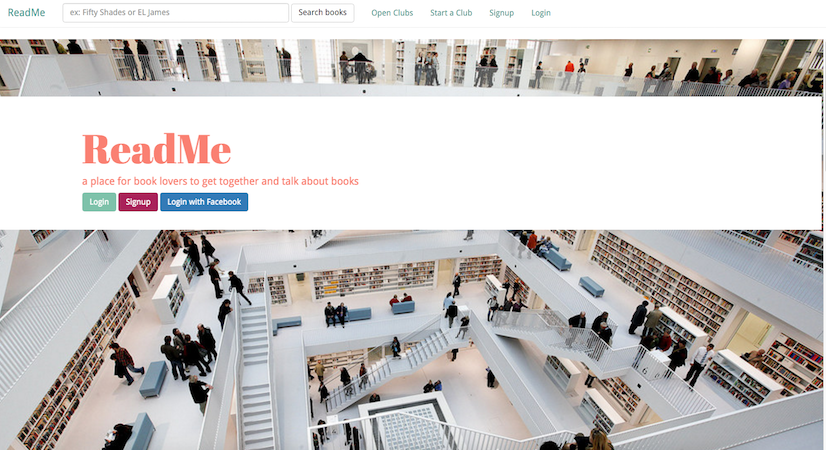 ReadMe
ex: Fifty Shades or EL James
Search books
Open Clubs
Start a Club
Signup
Login
ReadMe
a place for book lovers to get together and talk about books
Login
Signup
Login with Facebook